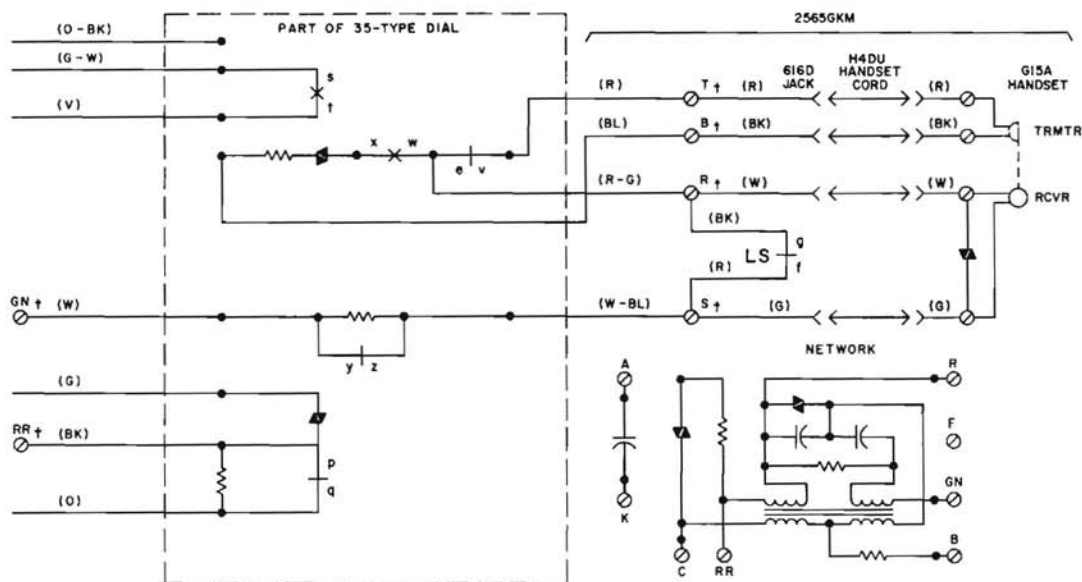 PART OF 35-TYPE DIAL
2565GKM
(O-BK)
(G-W)
s
t
(V)
616D
JACK
H4DU
HANDSET
CORD
G15A
HANDSET
(R) T† (R) (R)
TRMTR
(BL) B† (BK) (BK)
x w
e v
(R-G) R† (W) (W)
RCVR
(BK)
g
LS
f
(R)
GN† (W) (W-BL) S† (G) (G)
y z
NETWORK
(G)
RR† (BK)
p
q
(O)
A
K
C
RR
R
F
GN
B